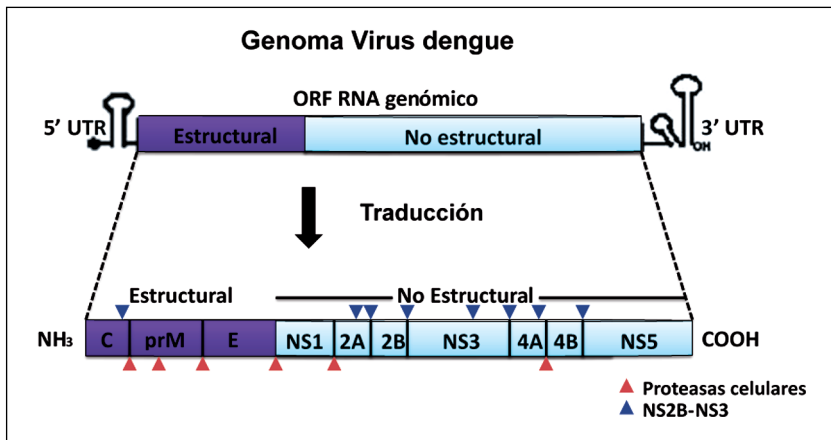 Genoma Virus dengue
ORF RNA genómico
5’ UTR
Estructural
No estructural
3’ UTR
OH
Traducción
Estructural
No Estructural
NH₃
C
prM
E
NS1
2A
2B
NS3
4A
4B
NS5
COOH
Proteasas celulares
NS2B-NS3